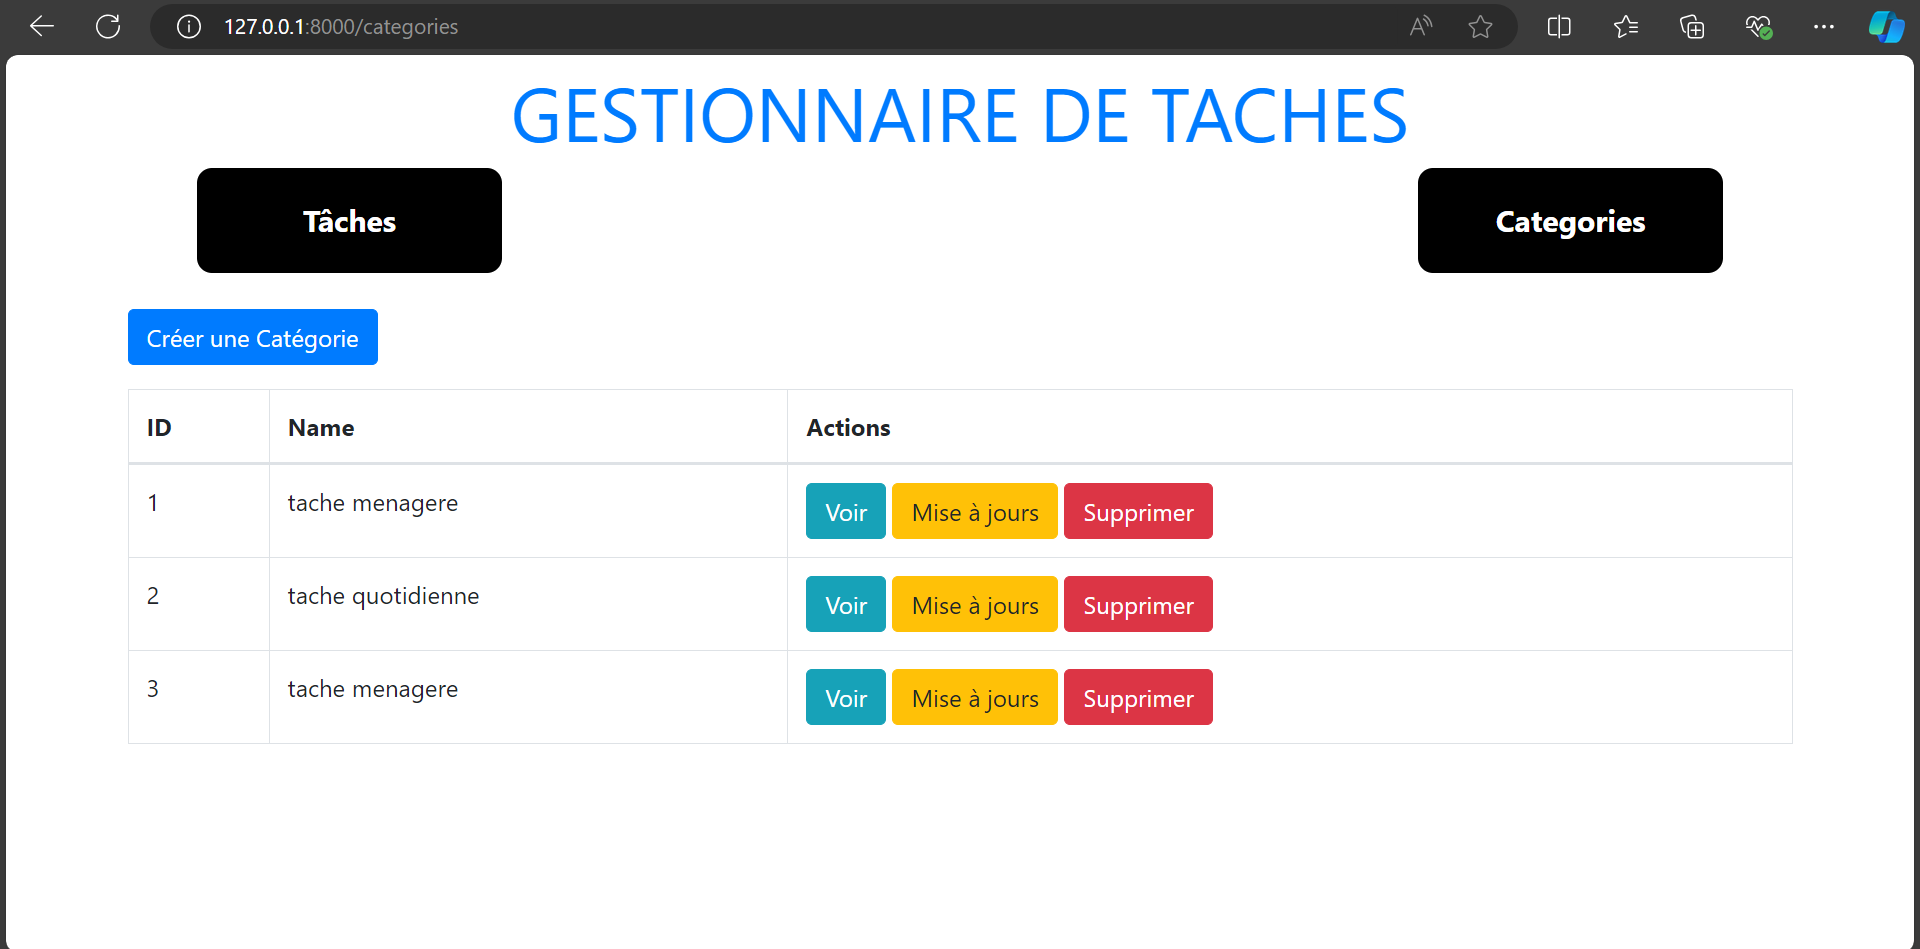 127.0.0.1:8000/categories
GESTIONNAIRE DE TACHES
Tâches
Categories
Créer une Catégorie
ID Name Actions
1 tache menagere Voir Mise à jours Supprimer
2 tache quotidienne Voir Mise à jours Supprimer
3 tache menagere Voir Mise à jours Supprimer